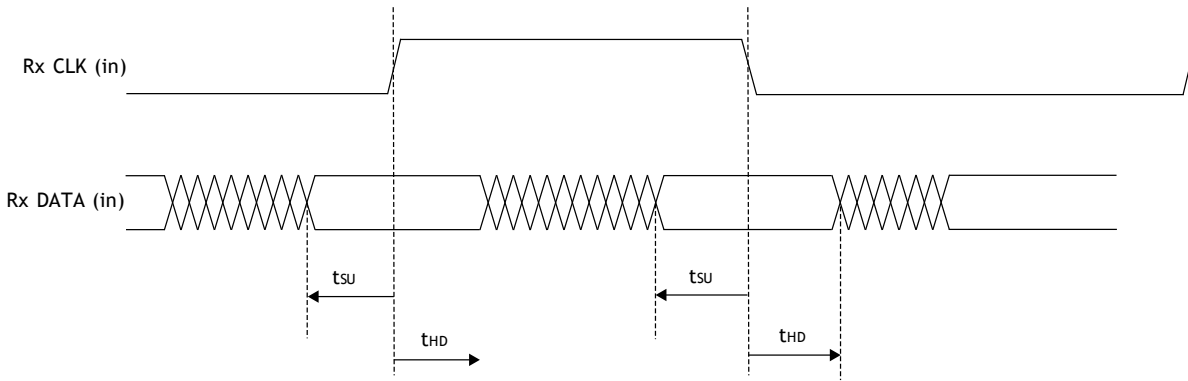 Rx CLK (in)
Rx DATA (in)
tSU
tSU
tHD
tHD